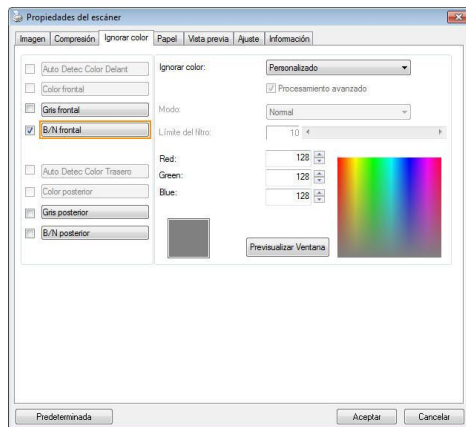 Propiedades del escáner
Imagen Compresión Ignorar color Papel Vista previa Ajuste Información
Auto Detec Color Delant
Color frontal
Gris frontal
B/N frontal
Auto Detec Color Trasero
Color posterior
Gris posterior
B/N posterior
Ignorar color: Personalizado
Procesamiento avanzado
Modo: Normal
Límite del filtro: 10
Red: 128
Green: 128
Blue: 128
Previsualizar Ventana
Predeterminada Aceptar Cancelar